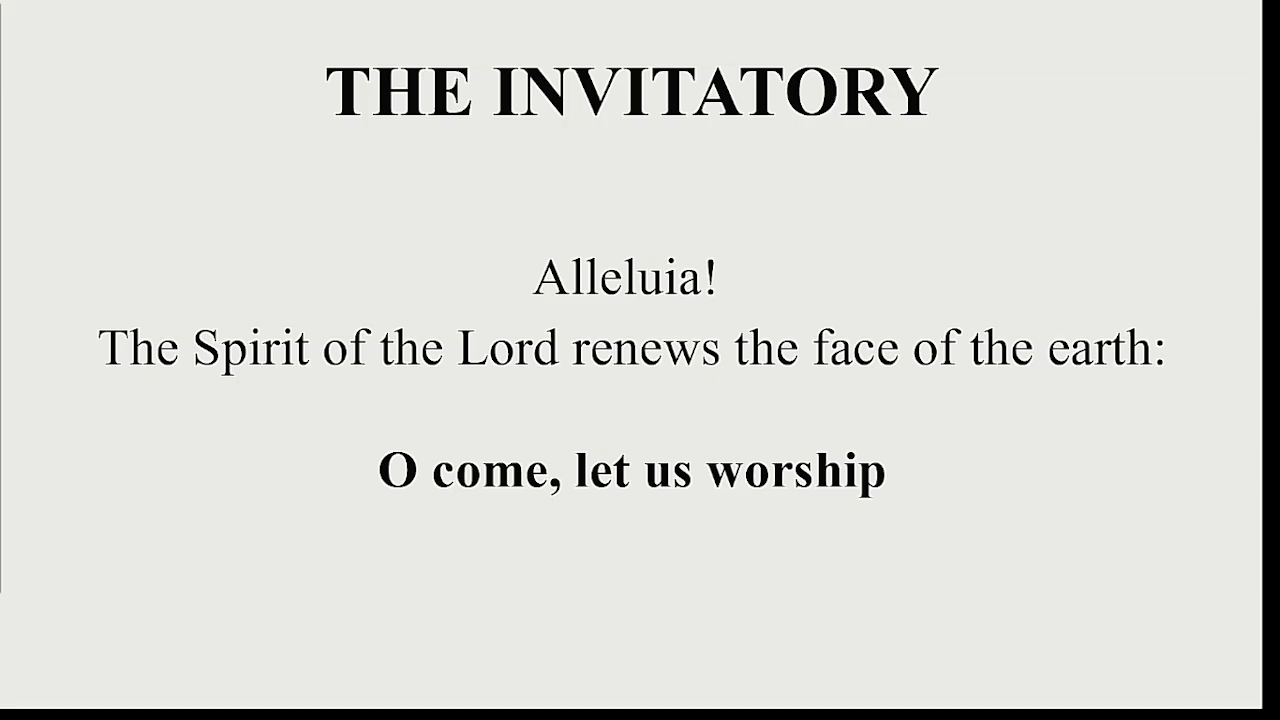 THE INVITATORY
Alleluia!
The Spirit of the Lord renews the face of the earth:
O come, let us worship